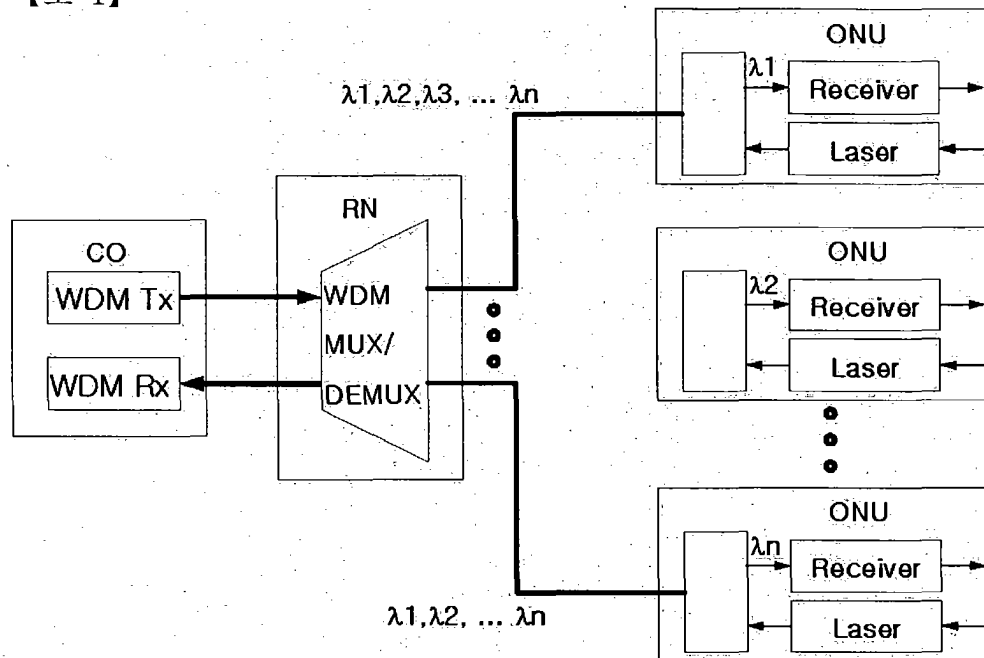 ONU
λ1
Receiver
Laser
λ1,λ2,λ3, ... λn
RN
WDM
MUX/
DEMUX
CO
WDM Tx
WDM Rx
ONU
λ2
Receiver
Laser
ONU
λn
Receiver
Laser
λ1,λ2, ... λn